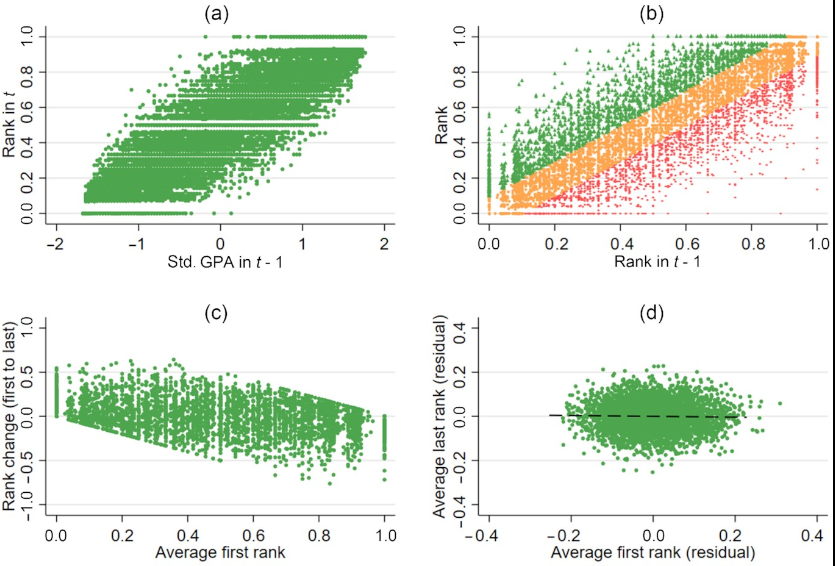 (a)
Rank in t
0.0 0.2 0.4 0.6 0.8 1.0
−2 −1 0 1 2
Std. GPA in t - 1
(b)
Rank
0.0 0.2 0.4 0.6 0.8 1.0
0.0 0.2 0.4 0.6 0.8 1.0
Rank in t - 1
(c)
Rank change (first to last)
−1.0 −0.5 0.0 0.5 1.0
0.0 0.2 0.4 0.6 0.8 1.0
Average first rank
(d)
Average last rank (residual)
−0.4 −0.2 0.0 0.2 0.4
−0.4 −0.2 0.0 0.2 0.4
Average first rank (residual)